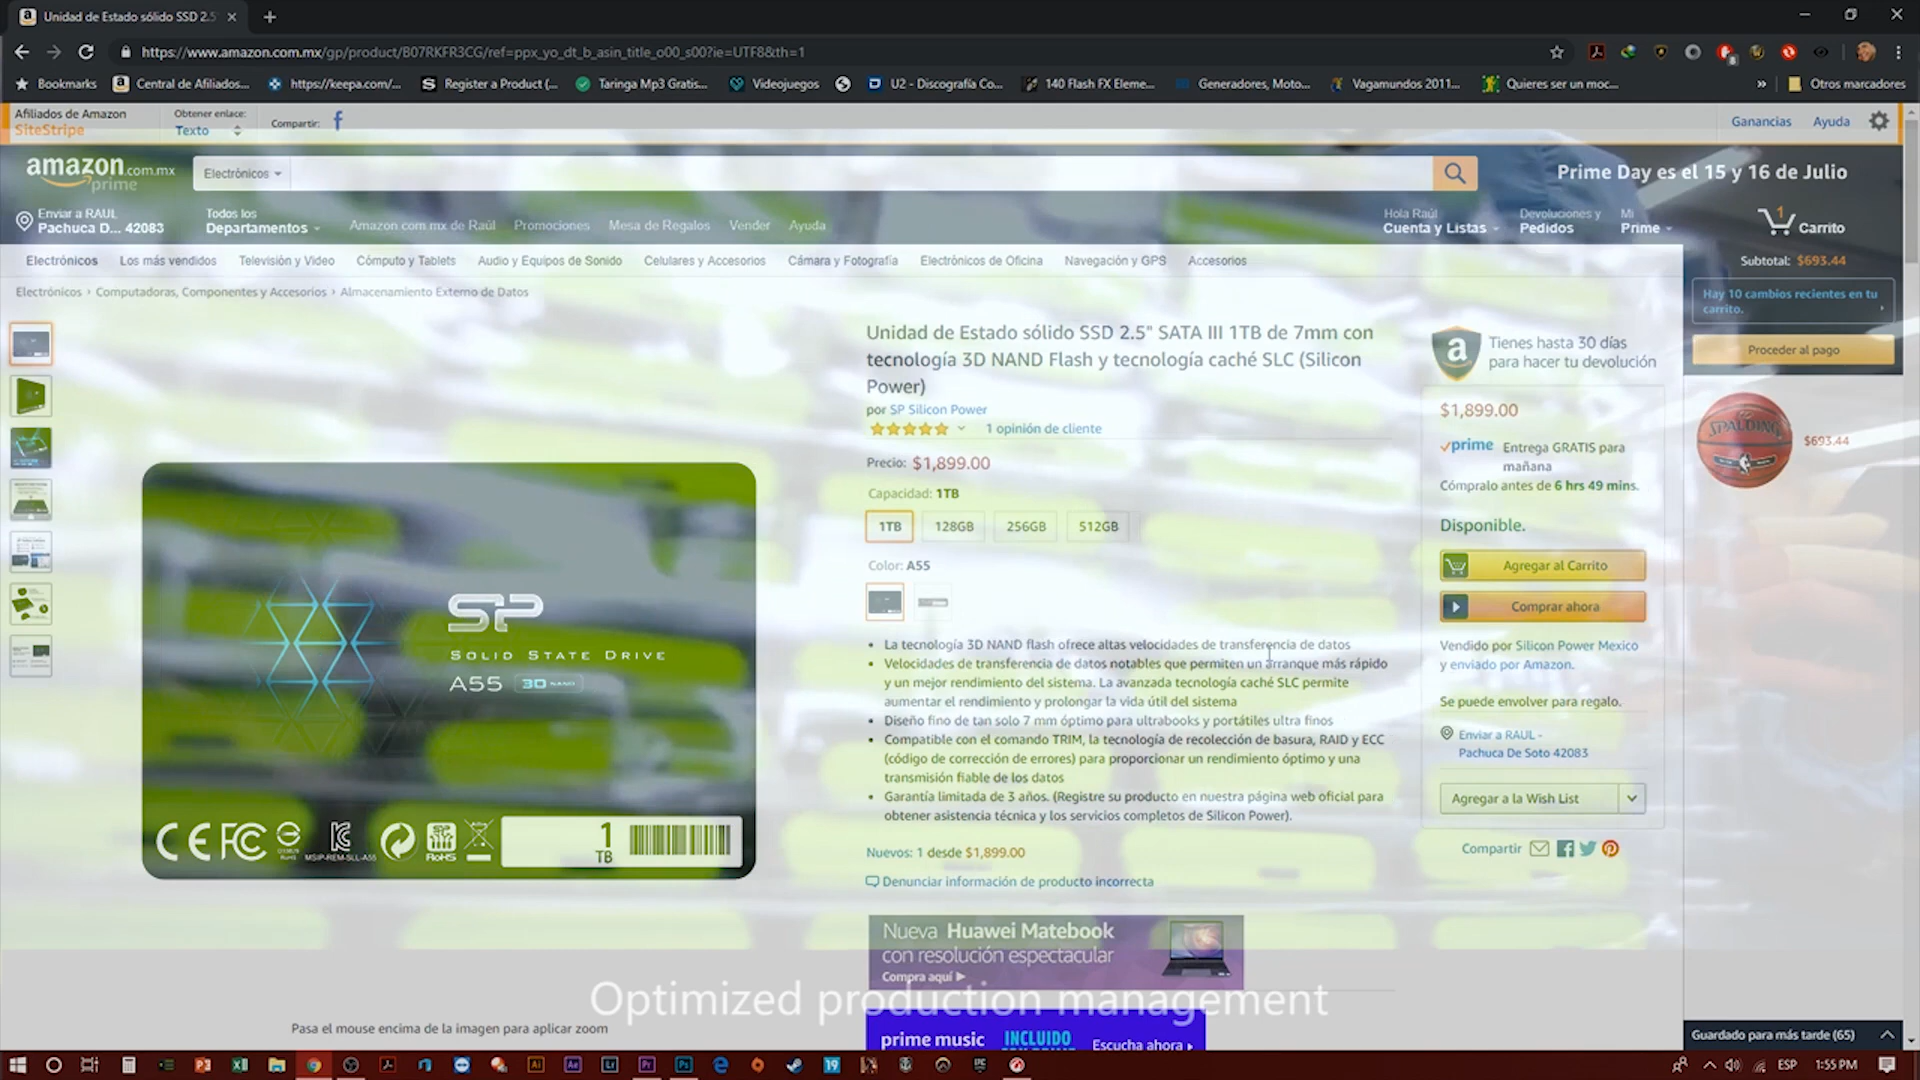 Unidad de Estado sólido SSD 2.5"
https://www.amazon.com.mx/gp/product/B07RKFR3CG/ref=ppx_yo_dt_b_asin_title_o00_s00?ie=UTF8&th=1
Bookmarks
Central de Afiliados...
https://keepa.com/...
Register a Product (...
Taringa Mp3 Gratis...
Videojuegos
U2 - Discografía Co...
140 Flash FX Eleme...
Generadores, Moto...
Vagamundos 2011...
Quieres ser un moc...
Otros marcadores
Afiliados de Amazon
SiteStripe
Obtener enlace:
Texto
Compartir:
Ganancias
Ayuda
amazon.com.mx
prime
Electrónicos
Prime Day es el 15 y 16 de Julio
Enviar a RAUL
Pachuca D... 42083
Todos los
Departamentos
Amazon.com.mx de Raúl
Promociones
Mesa de Regalos
Vender
Ayuda
Hola Raúl
Cuenta y Listas
Devoluciones y
Pedidos
Mi
Prime
1
Carrito
Electrónicos
Los más vendidos
Televisión y Video
Cómputo y Tablets
Audio y Equipos de Sonido
Celulares y Accesorios
Cámara y Fotografía
Electrónicos de Oficina
Navegación y GPS
Accesorios
Subtotal: $693.44
Hay 10 cambios recientes en tu
carrito.
Proceder al pago
SPALDING
$693.44
Electrónicos › Computadoras, Componentes y Accesorios › Almacenamiento Externo de Datos
Unidad de Estado sólido SSD 2.5" SATA III 1TB de 7mm con
tecnología 3D NAND Flash y tecnología caché SLC (Silicon
Power)
por SP Silicon Power
1 opinión de cliente
Precio: $1,899.00
Capacidad: 1TB
1TB
128GB
256GB
512GB
Color: A55
• La tecnología 3D NAND flash ofrece altas velocidades de transferencia de datos
• Velocidades de transferencia de datos notables que permiten un arranque más rápido
y un mejor rendimiento del sistema. La avanzada tecnología caché SLC permite
aumentar el rendimiento y prolongar la vida útil del sistema
• Diseño fino de tan solo 7 mm óptimo para ultrabooks y portátiles ultra finos
• Compatible con el comando TRIM, la tecnología de recolección de basura, RAID y ECC
(código de corrección de errores) para proporcionar un rendimiento óptimo y una
transmisión fiable de los datos
• Garantía limitada de 3 años. (Registre su producto en nuestra página web oficial para
obtener asistencia técnica y los servicios completos de Silicon Power).
Nuevos: 1 desde $1,899.00
Denunciar información de producto incorrecta
Tienes hasta 30 días
para hacer tu devolución
$1,899.00
prime Entrega GRATIS para
mañana
Cómpralo antes de 6 hrs 49 mins.
Disponible.
Agregar al Carrito
Comprar ahora
Vendido por Silicon Power Mexico
y enviado por Amazon.
Se puede envolver para regalo.
Enviar a RAUL -
Pachuca De Soto 42083
Agregar a la Wish List
Compartir
SP
SOLID STATE DRIVE
A55 3D NAND
CE FC
MSIP-REM-SLL-A55
RoHS
1
TB
Pasa el mouse encima de la imagen para aplicar zoom
Nueva Huawei Matebook
con resolución espectacular
Compra aquí
Optimized production management
prime music
INCLUIDO
Escucha ahora
Guardado para más tarde (65)
ESP
1:55 PM